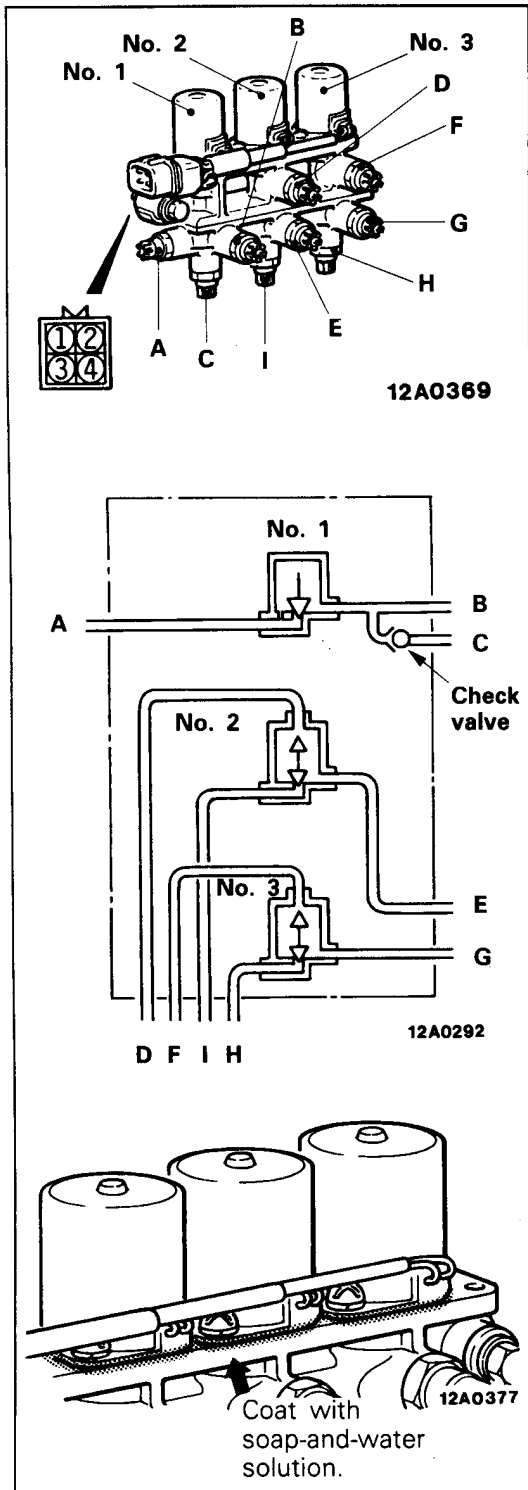 B
No. 2
No. 3
No. 1
D
F
G
H
A
C
I
E
1 2
3 4
12A0369
No. 1
A
B
C
Check
valve
No. 2
No. 3
E
G
12A0292
D F I H
12A0377
Coat with
soap-and-water
solution.